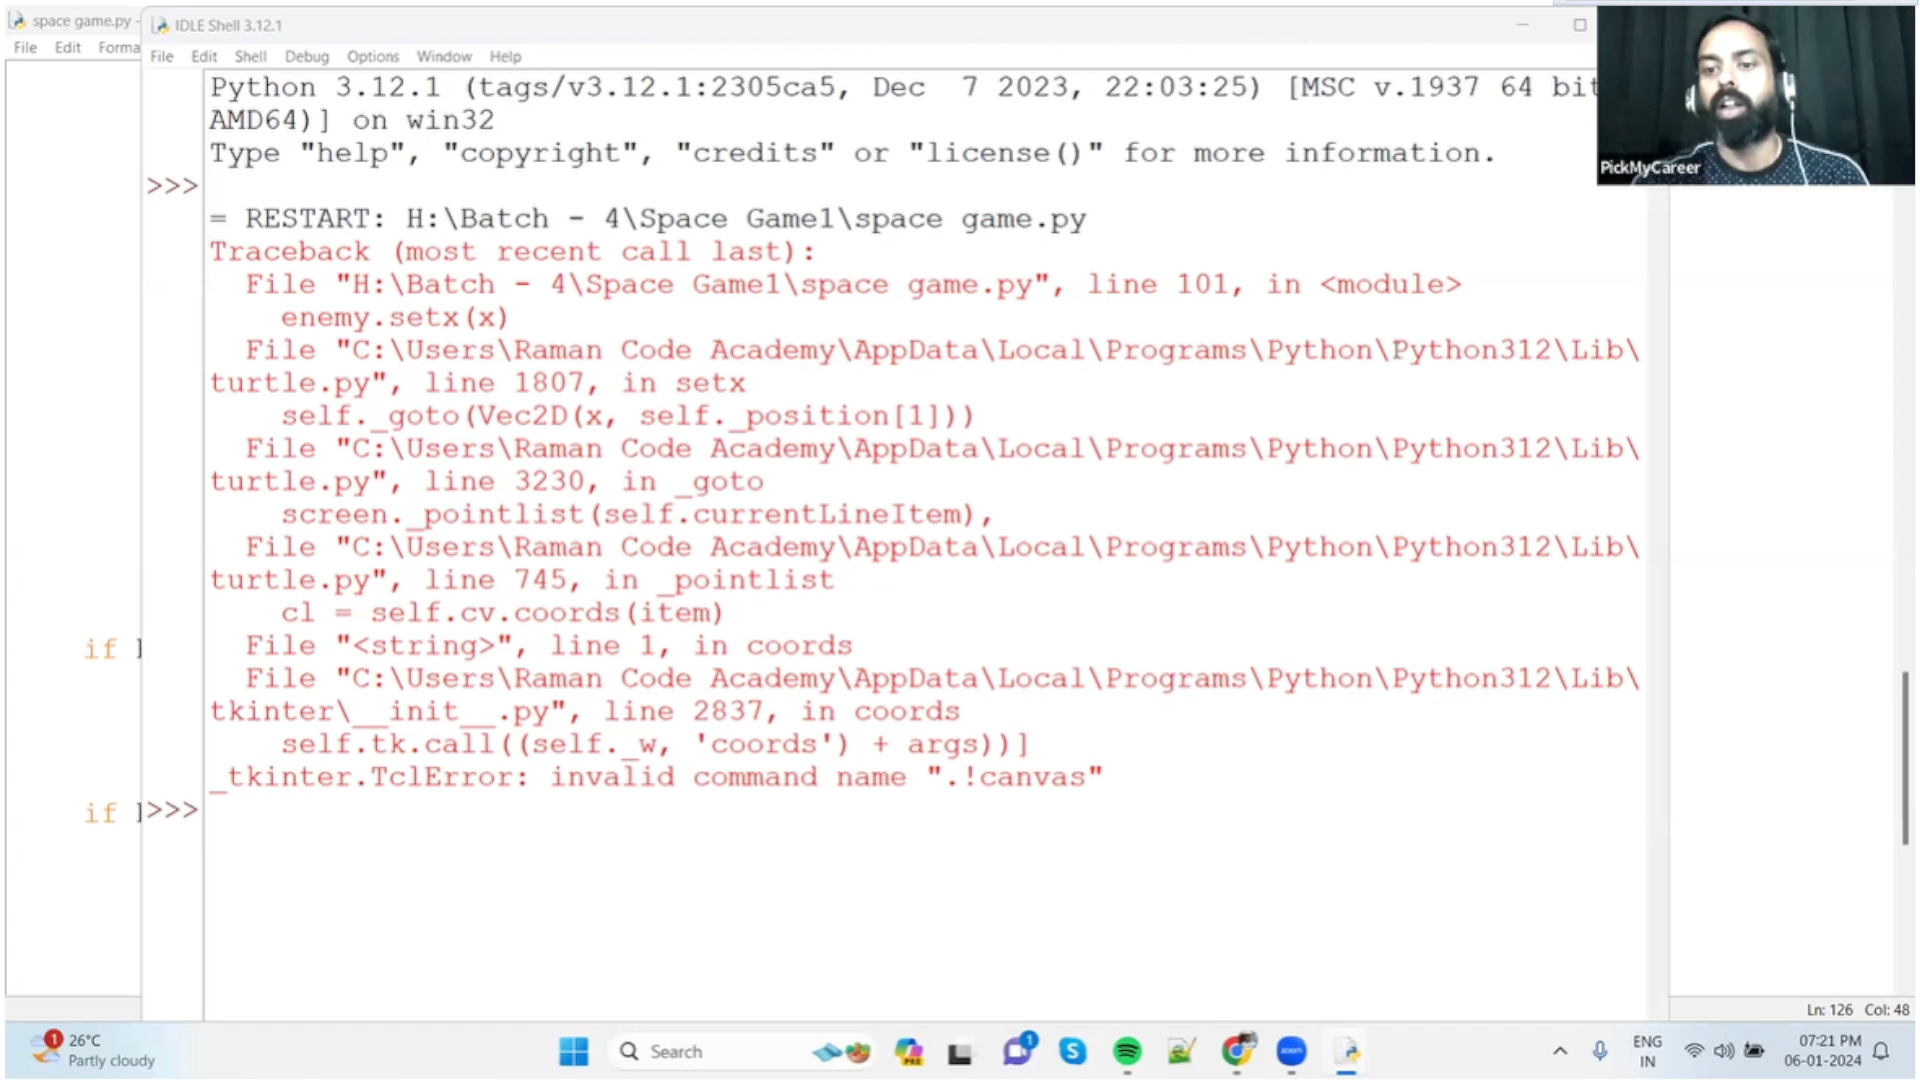 space game.py -
File Edit Forma
IDLE Shell 3.12.1
File Edit Shell Debug Options Window Help
Python 3.12.1 (tags/v3.12.1:2305ca5, Dec  7 2023, 22:03:25) [MSC v.1937 64 bit
AMD64)] on win32
Type "help", "copyright", "credits" or "license()" for more information.
PickMyCareer
>>>
= RESTART: H:\Batch - 4\Space Game1\space game.py
Traceback (most recent call last):
File "H:\Batch - 4\Space Game1\space game.py", line 101, in <module>
enemy.setx(x)
File "C:\Users\Raman Code Academy\AppData\Local\Programs\Python\Python312\Lib\
turtle.py", line 1807, in setx
self._goto(Vec2D(x, self._position[1]))
File "C:\Users\Raman Code Academy\AppData\Local\Programs\Python\Python312\Lib\
turtle.py", line 3230, in _goto
screen._pointlist(self.currentLineItem),
File "C:\Users\Raman Code Academy\AppData\Local\Programs\Python\Python312\Lib\
turtle.py", line 745, in _pointlist
cl = self.cv.coords(item)
File "<string>", line 1, in coords
if
File "C:\Users\Raman Code Academy\AppData\Local\Programs\Python\Python312\Lib\
tkinter\__init__.py", line 2837, in coords
self.tk.call((self._w, 'coords') + args))]
_tkinter.TclError: invalid command name ".!canvas"
if
>>>
Ln: 126 Col: 48
1
26°C
Partly cloudy
Search
PRE
1
zoom
ENG
IN
07:21 PM
06-01-2024